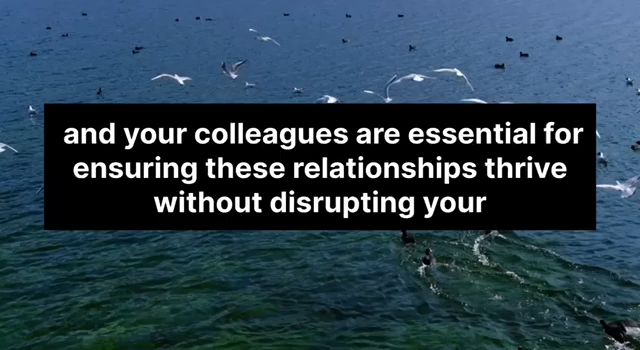 and your colleagues are essential for
ensuring these relationships thrive
without disrupting your